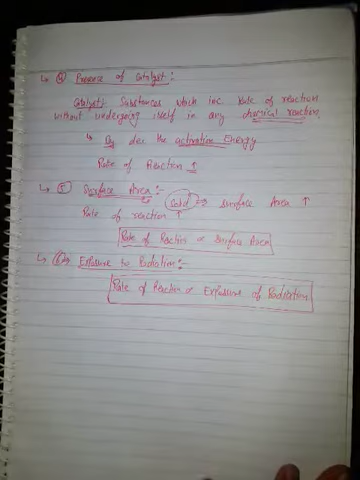 ↳ ④ Presence of Catalyst :-
Catalyst : Substances which inc. Rate of reaction
without undergoing itself in any chemical reaction
↳ By dec the activation Energy
Rate of Reaction ↑
↳ ⑤ Surface Area :-
Solid → Surface Area ↑
Rate of reaction ↑
Rate of Reaction ∝ Surface Area
↳ ⑥ Exposure to Radiation :-
Rate of Reaction ∝ Exposure of Radiation